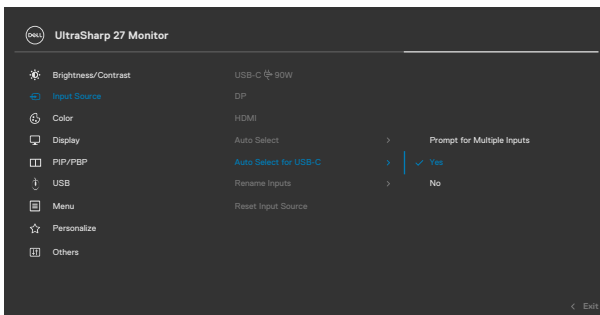 DELL UltraSharp 27 Monitor
Brightness/Contrast
Input Source
Color
Display
PIP/PBP
USB
Menu
Personalize
Others
USB-C 90W
DP
HDMI
Auto Select
Auto Select for USB-C
Rename Inputs
Reset Input Source
Prompt for Multiple Inputs
Yes
No
Exit